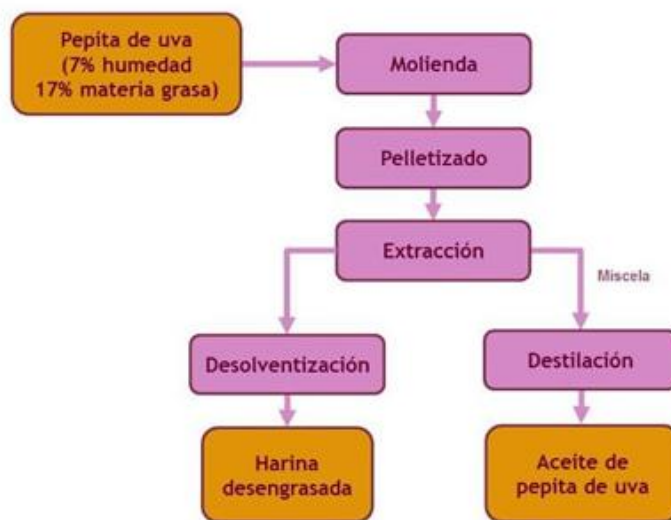 Pepita de uva
(7% humedad
17% materia grasa)
Molienda
Pelletizado
Extracción
Miscela
Desolventización
Destilación
Harina
desengrasada
Aceite de
pepita de uva